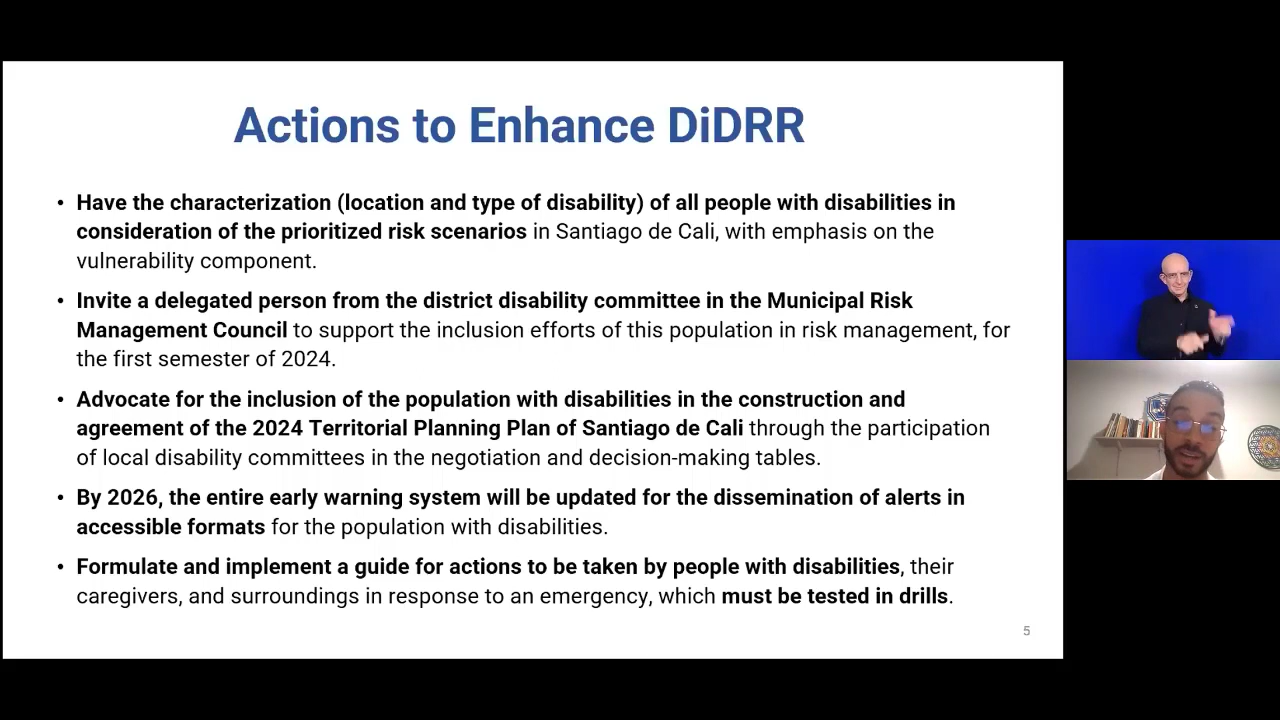 Actions to Enhance DiDRR
• Have the characterization (location and type of disability) of all people with disabilities in
consideration of the prioritized risk scenarios in Santiago de Cali, with emphasis on the
vulnerability component.
• Invite a delegated person from the district disability committee in the Municipal Risk
Management Council to support the inclusion efforts of this population in risk management, for
the first semester of 2024.
• Advocate for the inclusion of the population with disabilities in the construction and
agreement of the 2024 Territorial Planning Plan of Santiago de Cali through the participation
of local disability committees in the negotiation and decision-making tables.
• By 2026, the entire early warning system will be updated for the dissemination of alerts in
accessible formats for the population with disabilities.
• Formulate and implement a guide for actions to be taken by people with disabilities, their
caregivers, and surroundings in response to an emergency, which must be tested in drills.
5